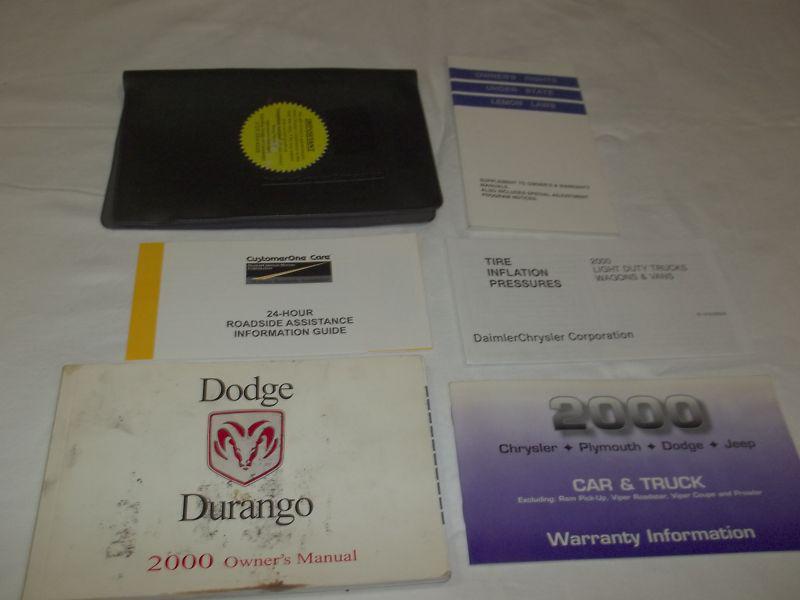 IMPORTANT
OWNER'S RIGHTS
UNDER STATE
LEMON LAWS
SUPPLEMENT TO OWNER'S & WARRANTY
MANUALS.
ALSO INCLUDES SPECIAL ADJUSTMENT
PROGRAM NOTICES.
CustomerOne Care
24-HOUR
ROADSIDE ASSISTANCE
INFORMATION GUIDE
TIRE
INFLATION
PRESSURES
2000
LIGHT DUTY TRUCKS
WAGONS & VANS
DaimlerChrysler Corporation
Dodge
Durango
2000 Owner's Manual
2000
Chrysler Plymouth Dodge Jeep
CAR & TRUCK
Excluding: Ram Pick-Up, Viper Roadster, Viper Coupe and Prowler
Warranty Information